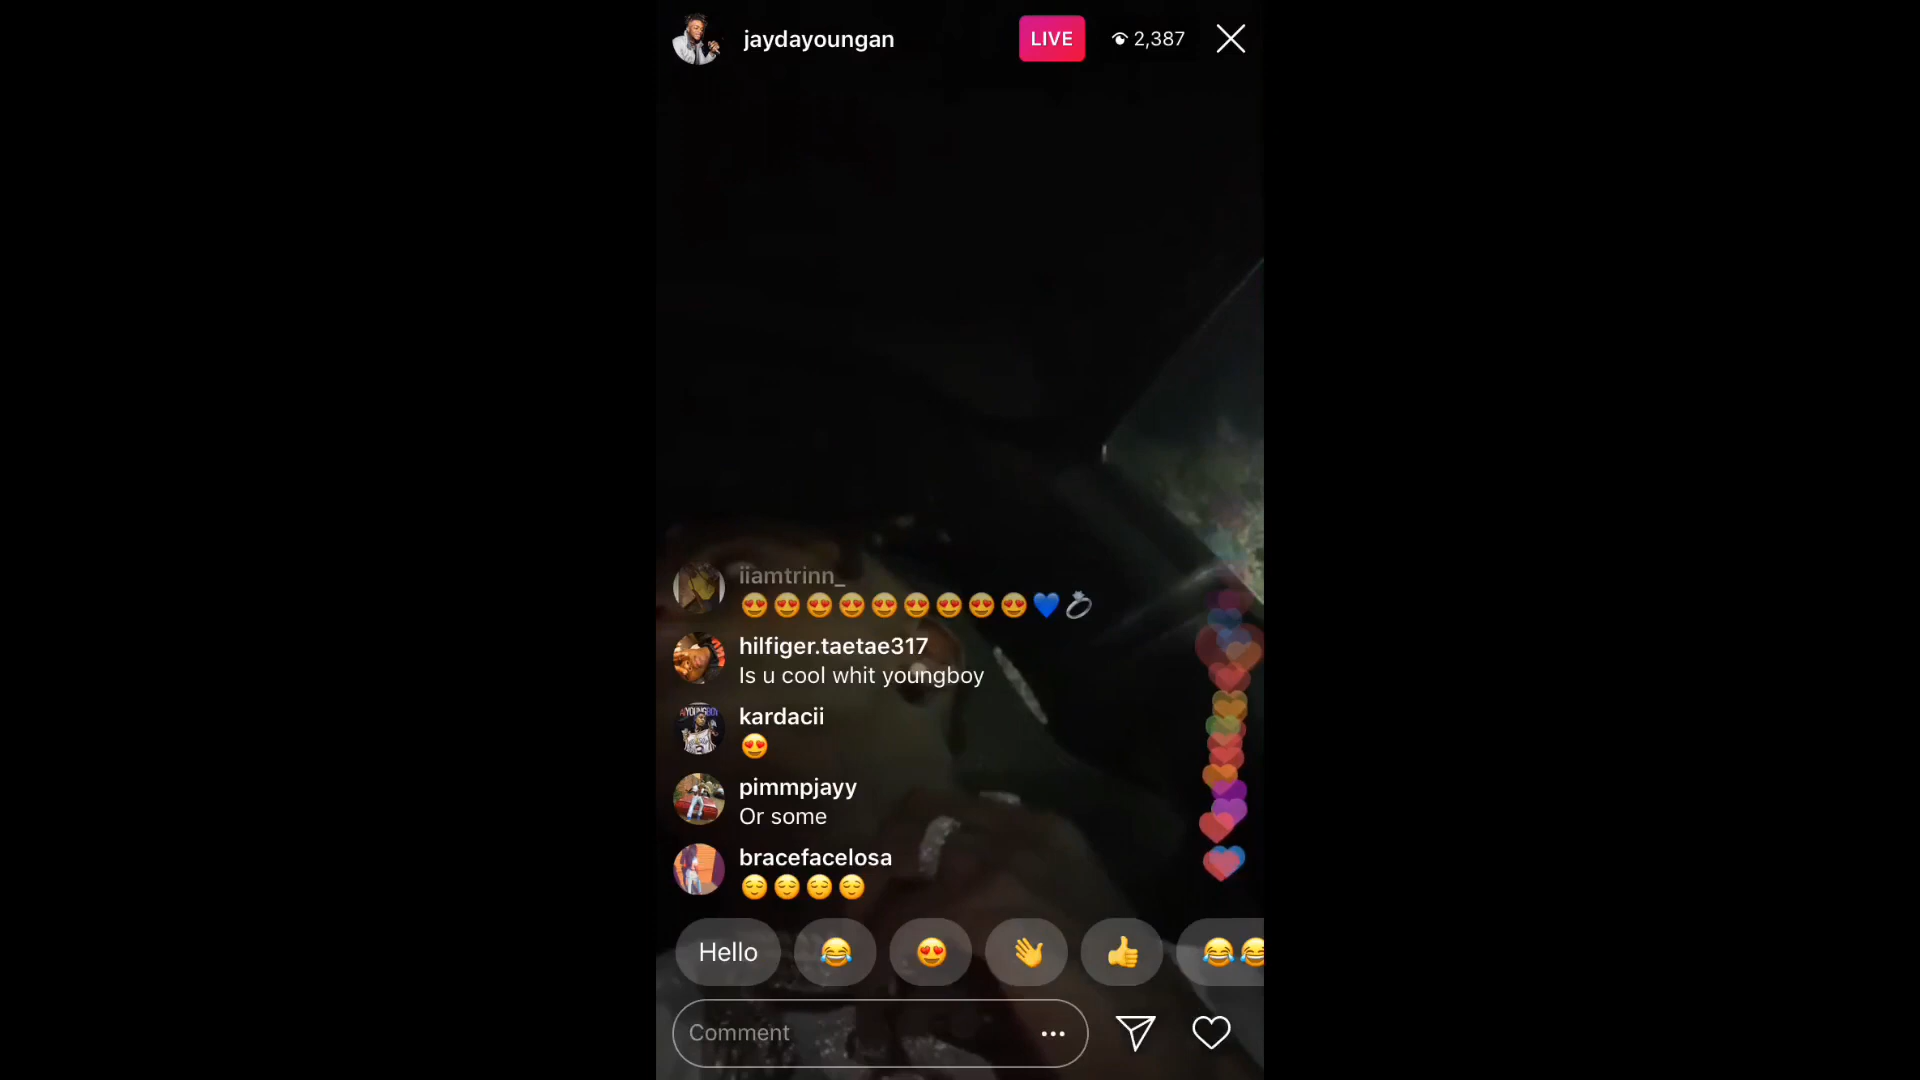 jaydayoungan
LIVE
2,387
iiamtrinn_
😍😍😍😍😍😍😍😍😍💙💍
hilfiger.taetae317
Is u cool whit youngboy
kardacii
😍
pimmpjayy
Or some
bracefacelosa
😌😌😌😌
Hello 😂 😍 👋 👍 😂😂
Comment